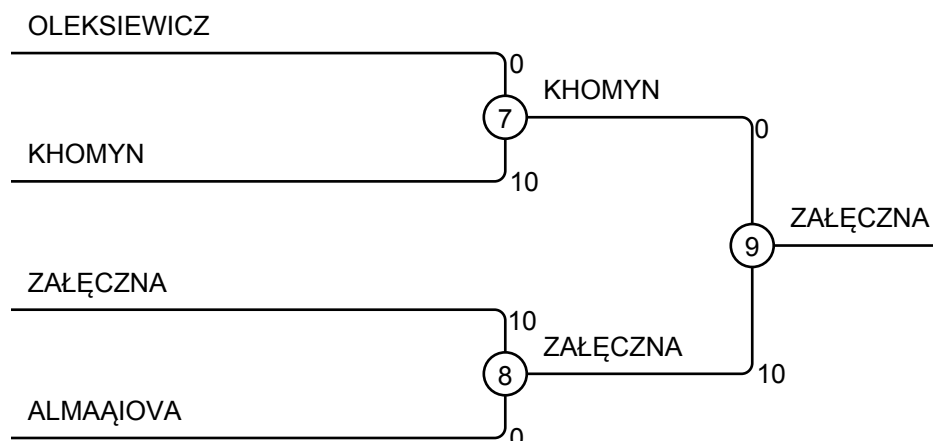 OLEKSIEWICZ
0
7
KHOMYN
0
KHOMYN
10
9
ZAŁĘCZNA
ZAŁĘCZNA
10
8
ZAŁĘCZNA
10
ALMAĄIOVA
0